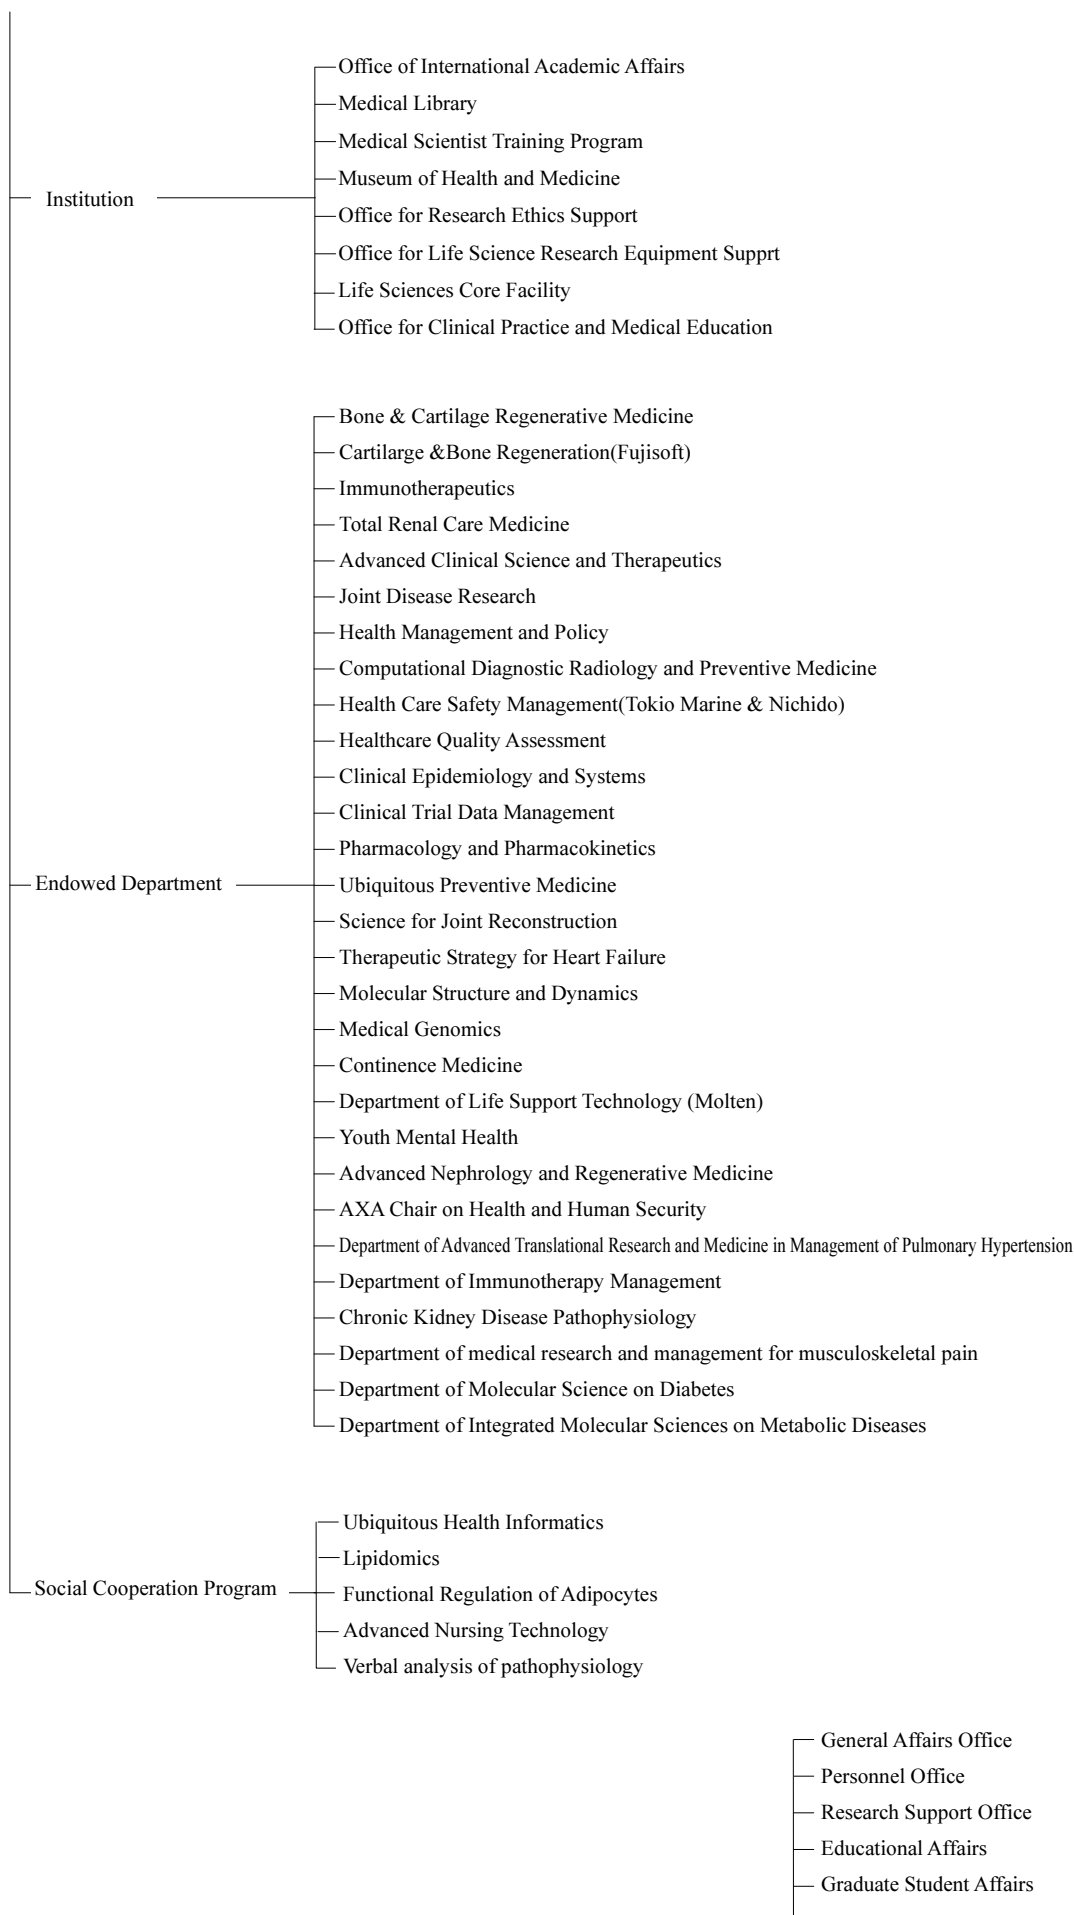 Office of International Academic Affairs
Medical Library
Medical Scientist Training Program
Museum of Health and Medicine
Institution
Office for Research Ethics Support
Office for Life Science Research Equipment Supprt
Life Sciences Core Facility
Office for Clinical Practice and Medical Education
Bone & Cartilage Regenerative Medicine
Cartilarge &Bone Regeneration(Fujisoft)
Immunotherapeutics
Total Renal Care Medicine
Advanced Clinical Science and Therapeutics
Joint Disease Research
Health Management and Policy
Computational Diagnostic Radiology and Preventive Medicine
Health Care Safety Management(Tokio Marine & Nichido)
Healthcare Quality Assessment
Clinical Epidemiology and Systems
Clinical Trial Data Management
Pharmacology and Pharmacokinetics
Endowed Department
Ubiquitous Preventive Medicine
Science for Joint Reconstruction
Therapeutic Strategy for Heart Failure
Molecular Structure and Dynamics
Medical Genomics
Continence Medicine
Department of Life Support Technology (Molten)
Youth Mental Health
Advanced Nephrology and Regenerative Medicine
AXA Chair on Health and Human Security
Department of Advanced Translational Research and Medicine in Management of Pulmonary Hypertension
Department of Immunotherapy Management
Chronic Kidney Disease Pathophysiology
Department of medical research and management for musculoskeletal pain
Department of Molecular Science on Diabetes
Department of Integrated Molecular Sciences on Metabolic Diseases
Ubiquitous Health Informatics
Lipidomics
Social Cooperation Program
Functional Regulation of Adipocytes
Advanced Nursing Technology
Verbal analysis of pathophysiology
General Affairs Office
Personnel Office
Research Support Office
Educational Affairs
Graduate Student Affairs